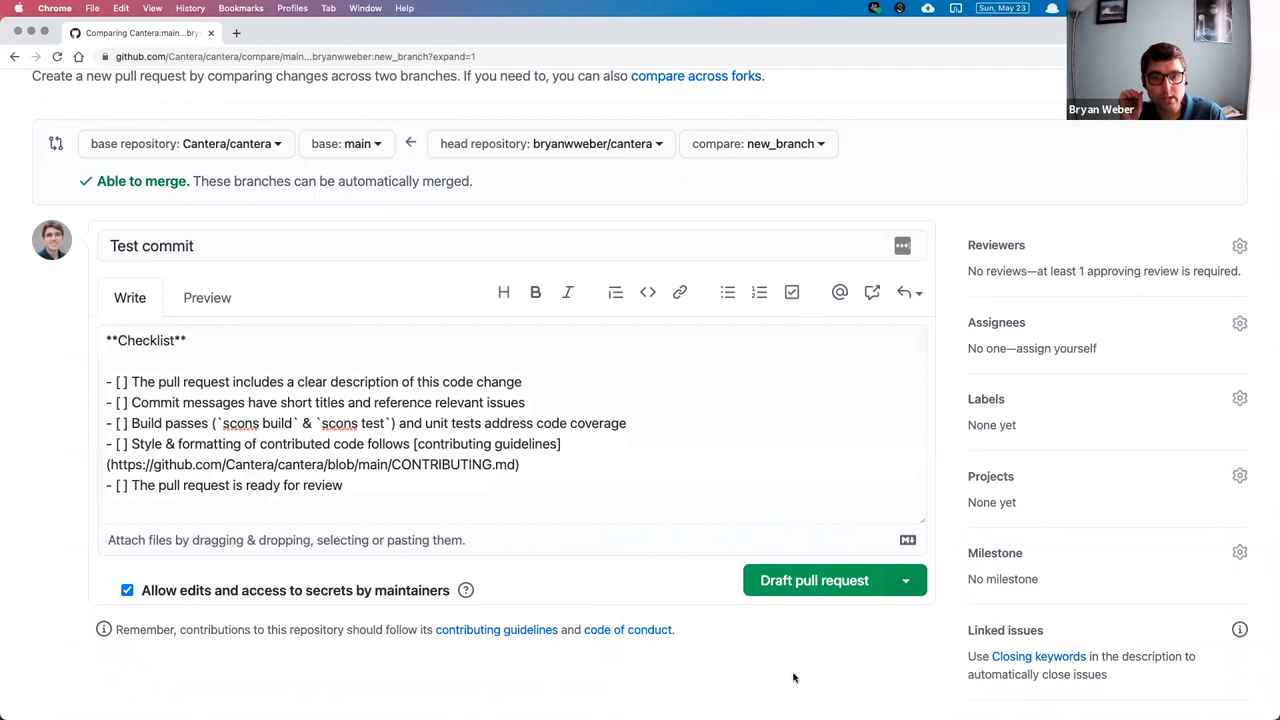 Chrome File Edit View History Bookmarks Profiles Tab Window Help Sun, May 23
Comparing Cantera:main...bry
github.com/Cantera/cantera/compare/main...bryanwweber:new_branch?expand=1
Bryan Weber
Create a new pull request by comparing changes across two branches. If you need to, you can also compare across forks.
base repository: Cantera/cantera base: main head repository: bryanwweber/cantera compare: new_branch
Able to merge. These branches can be automatically merged.
Test commit
Write Preview
**Checklist**
- [ ] The pull request includes a clear description of this code change
- [ ] Commit messages have short titles and reference relevant issues
- [ ] Build passes (`scons build` & `scons test`) and unit tests address code coverage
- [ ] Style & formatting of contributed code follows [contributing guidelines]
(https://github.com/Cantera/cantera/blob/main/CONTRIBUTING.md)
- [ ] The pull request is ready for review
Attach files by dragging & dropping, selecting or pasting them.
Allow edits and access to secrets by maintainers
Draft pull request
Remember, contributions to this repository should follow its contributing guidelines and code of conduct.
Reviewers
No reviews—at least 1 approving review is required.
Assignees
No one—assign yourself
Labels
None yet
Projects
None yet
Milestone
No milestone
Linked issues
Use Closing keywords in the description to
automatically close issues